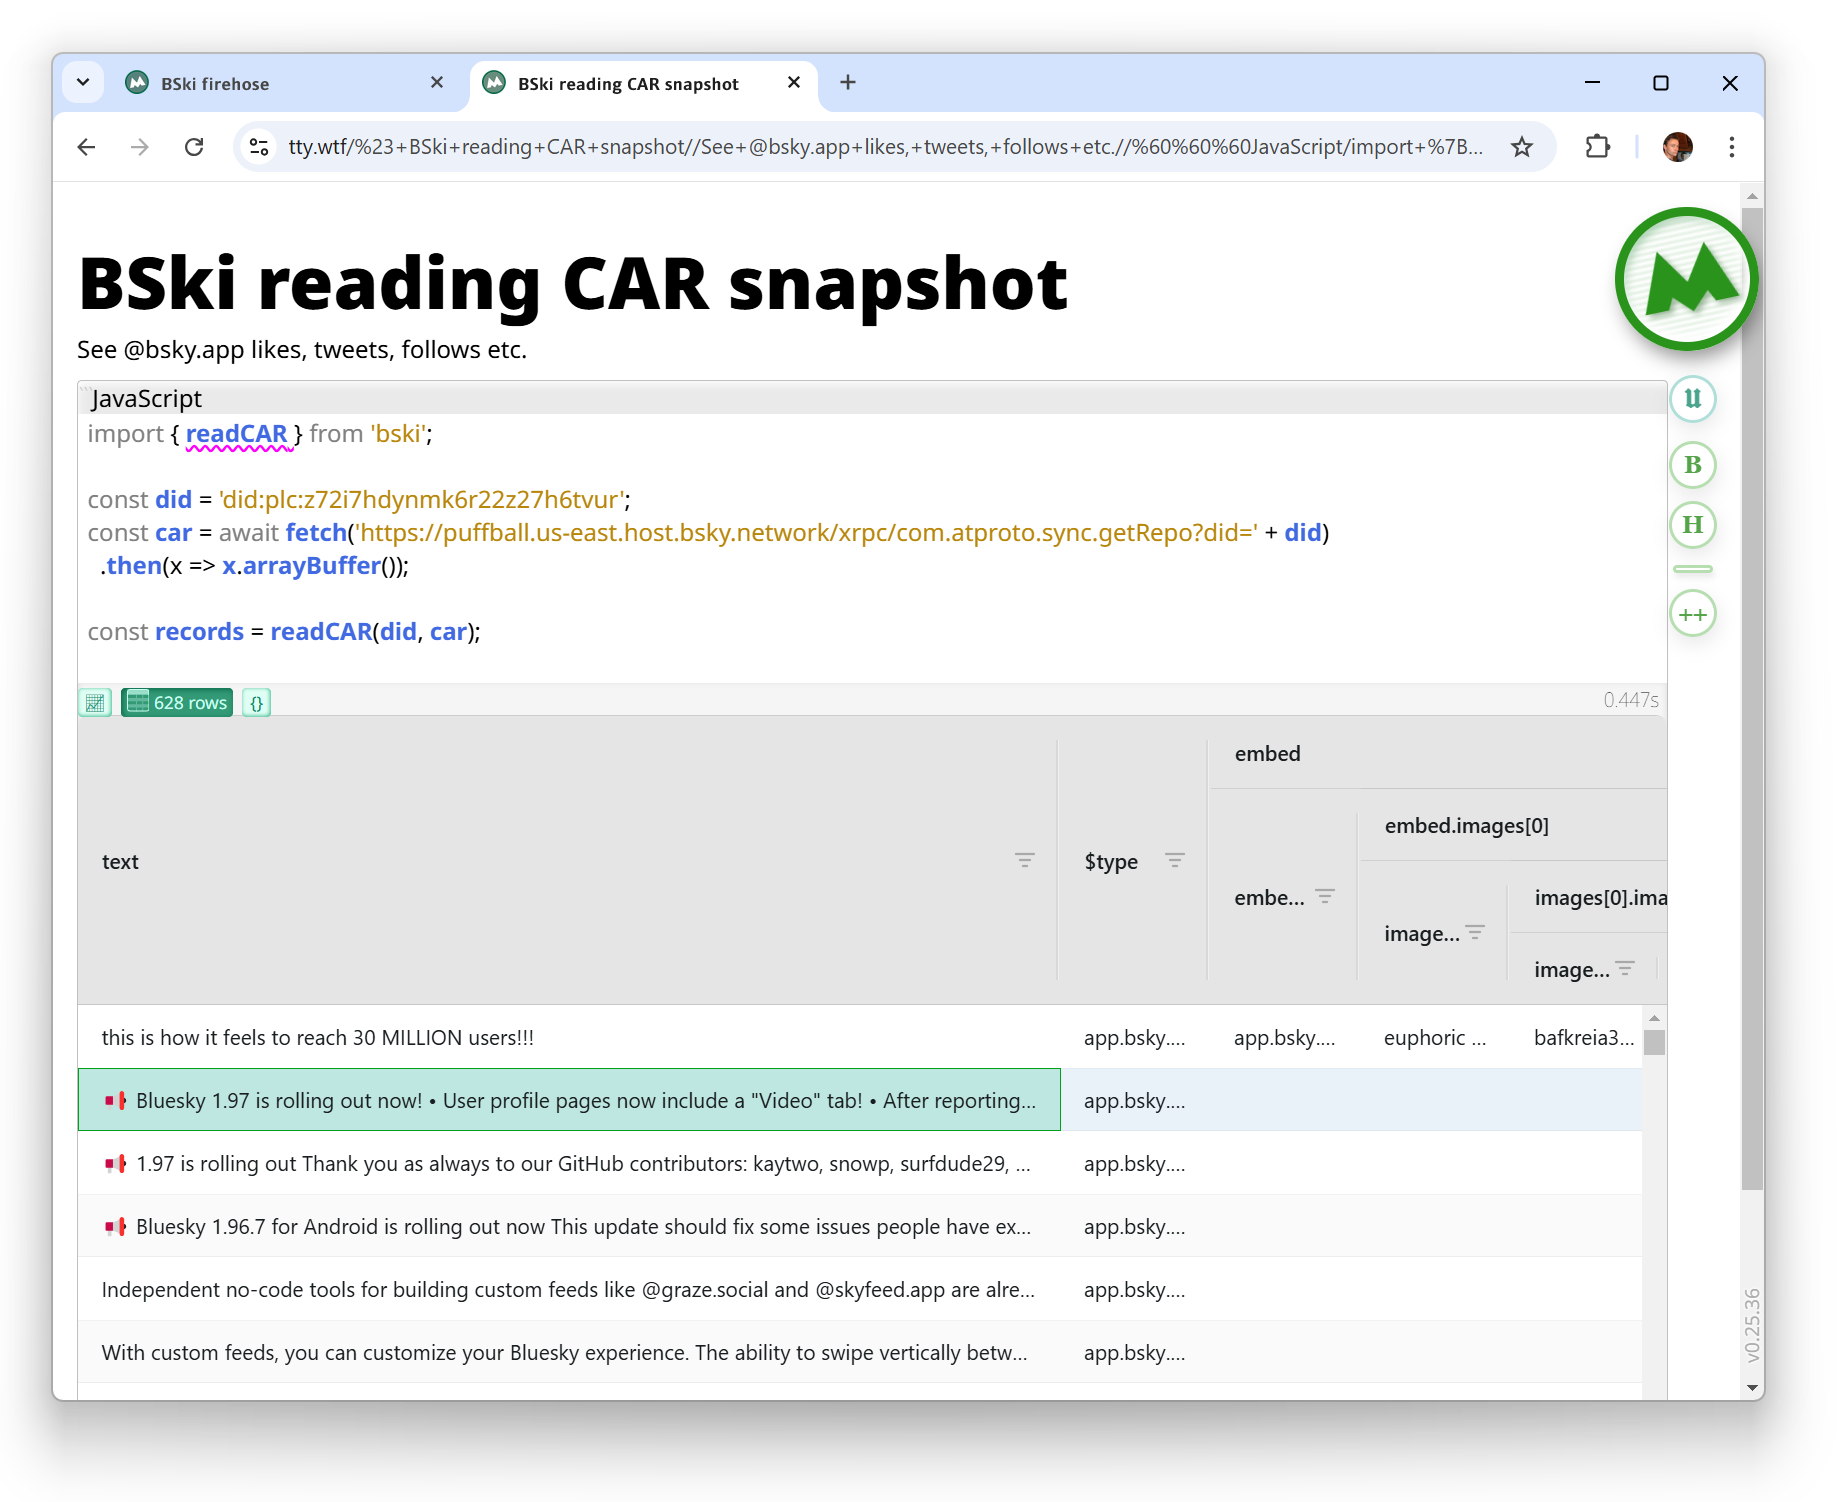 BSki firehose
BSki reading CAR snapshot
tty.wtf/%23+BSki+reading+CAR+snapshot//See+@bsky.app+likes,+tweets,+follows+etc.//%60%60%60JavaScript/import+%7B...
BSki reading CAR snapshot
See @bsky.app likes, tweets, follows etc.
```JavaScript
import { readCAR } from 'bski';
const did = 'did:plc:z72i7hdynmk6r22z27h6tvur';
const car = await fetch('https://puffball.us-east.host.bsky.network/xrpc/com.atproto.sync.getRepo?did=' + did)
.then(x => x.arrayBuffer());
const records = readCAR(did, car);
B
H
++
628 rows {} 0.447s
embed
embed.images[0]
text $type
embe... images[0].ima
image...
image...
this is how it feels to reach 30 MILLION users!!! app.bsky.... app.bsky.... euphoric ... bafkreia3...
📢 Bluesky 1.97 is rolling out now! • User profile pages now include a "Video" tab! • After reporting... app.bsky....
📢 1.97 is rolling out Thank you as always to our GitHub contributors: kaytwo, snowp, surfdude29, ... app.bsky....
📢 Bluesky 1.96.7 for Android is rolling out now This update should fix some issues people have ex... app.bsky....
Independent no-code tools for building custom feeds like @graze.social and @skyfeed.app are alre... app.bsky....
With custom feeds, you can customize your Bluesky experience. The ability to swipe vertically betw... app.bsky....
v0.25.36